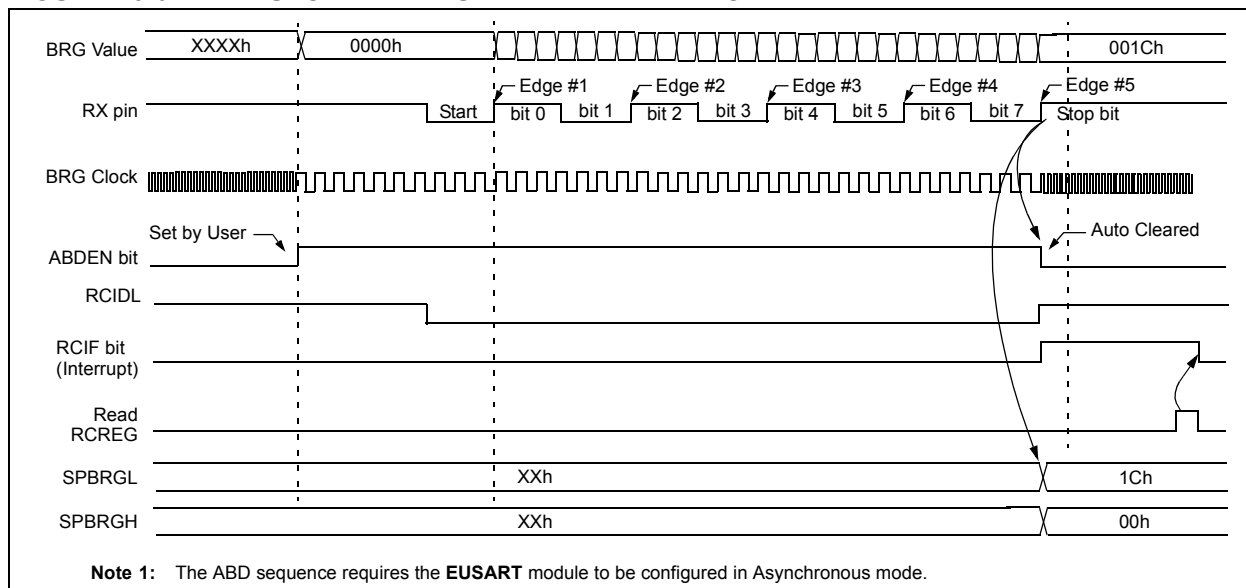 BRG Value XXXXh 0000h 001Ch
Edge #1 Edge #2 Edge #3 Edge #4 Edge #5
RX pin Start bit 0 bit 1 bit 2 bit 3 bit 4 bit 5 bit 6 bit 7 Stop bit
BRG Clock
Set by User Auto Cleared
ABDEN bit
RCIDL
RCIF bit
(Interrupt)
Read
RCREG
SPBRGL XXh 1Ch
SPBRGH XXh 00h
Note 1: The ABD sequence requires the EUSART module to be configured in Asynchronous mode.